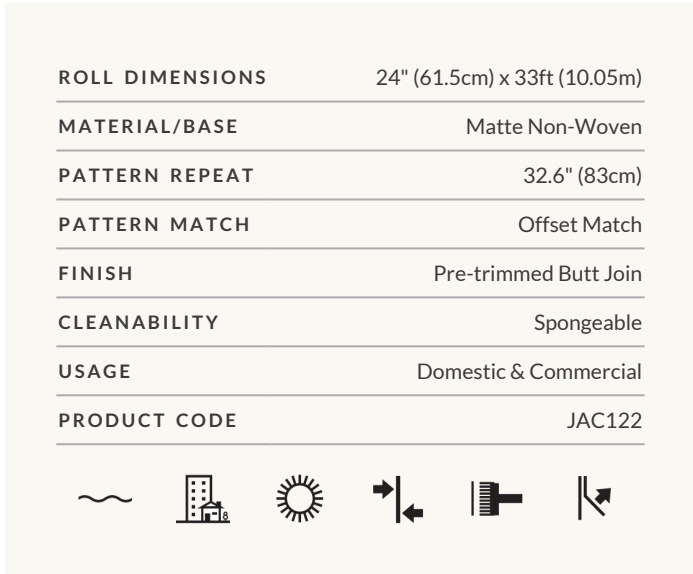 ROLL DIMENSIONS 24" (61.5cm) x 33ft (10.05m)
MATERIAL/BASE Matte Non-Woven
PATTERN REPEAT 32.6" (83cm)
PATTERN MATCH Offset Match
FINISH Pre-trimmed Butt Join
CLEANABILITY Spongeable
USAGE Domestic & Commercial
PRODUCT CODE JAC122